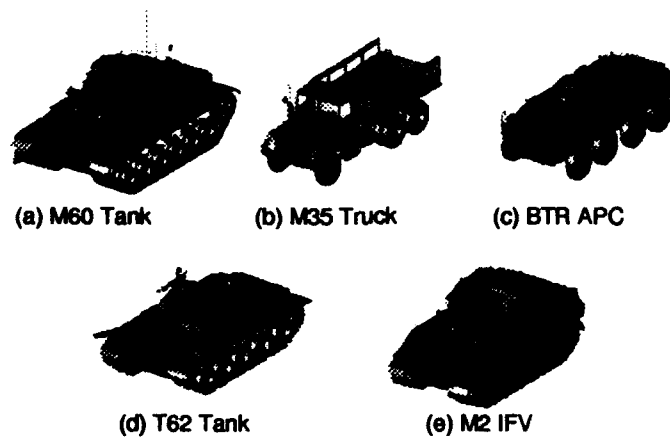 (a) M60 Tank
(b) M35 Truck
(c) BTR APC
(d) T62 Tank
(e) M2 IFV